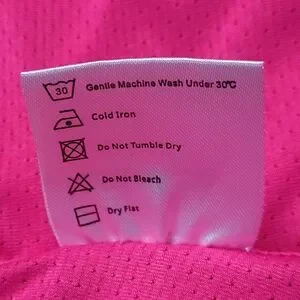 30 Gentle Machine Wash Under 30℃
Cold Iron
Do Not Tumble Dry
Do Not Bleach
Dry Flat